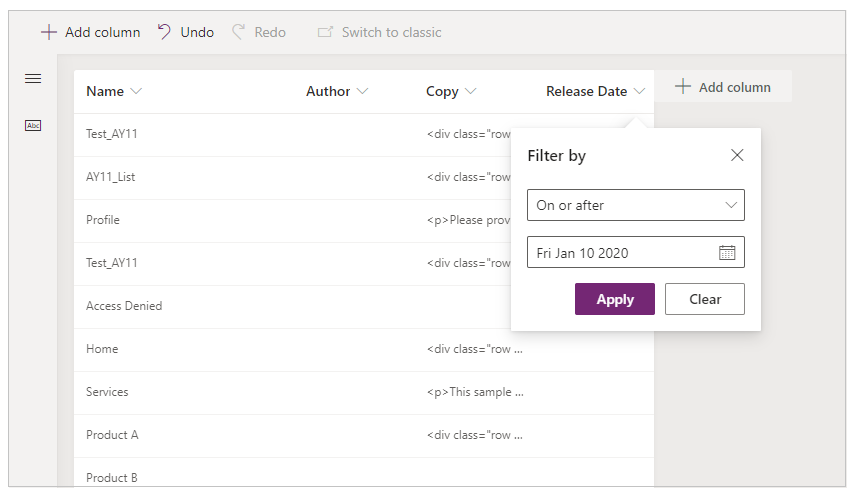 Add column Undo Redo Switch to classic
Name Author Copy Release Date Add column
Abc
Test_AY11 <div class="row
Filter by
AY11_List <div class="row
On or after
Profile <p>Please prov
Fri Jan 10 2020
Test_AY11 <div class="row
Apply Clear
Access Denied
Home <div class="row ...
Services <p>This sample ...
Product A <div class="row ...
Product B